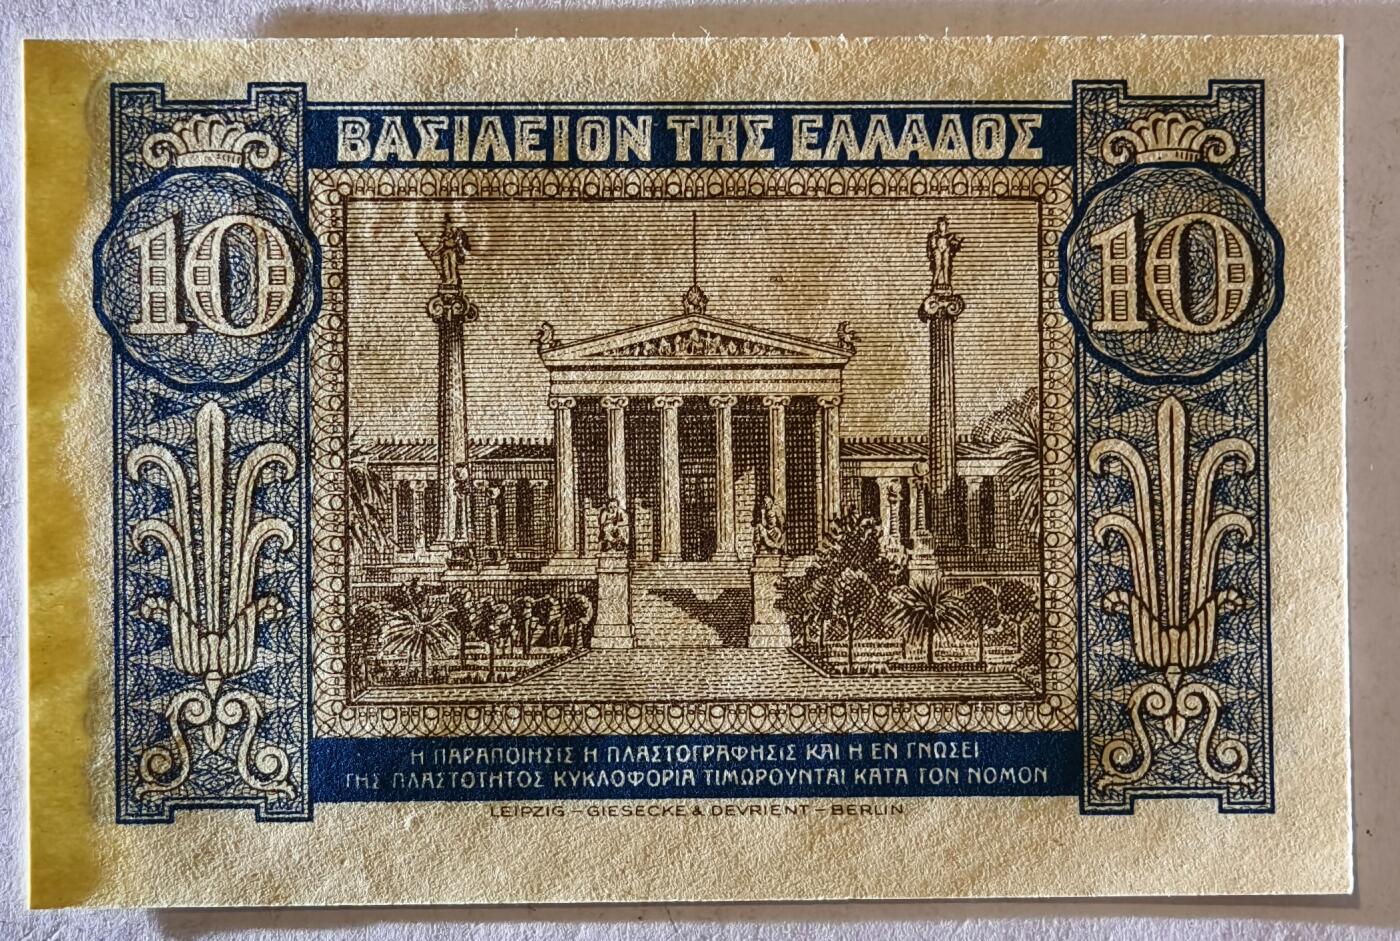 ΒΑΣΙΛΕΙΟΝ ΤΗΣ ΕΛΛΑΔΟΣ
10 10
Η ΠΑΡΑΠΟΙΗΣΙΣ Η ΠΛΑΣΤΟΓΡΑΦΗΣΙΣ ΚΑΙ Η ΕΝ ΓΝΩΣΕΙ
ΤΗΣ ΠΛΑΣΤΟΤΗΤΟΣ ΚΥΚΛΟΦΟΡΙΑ ΤΙΜΩΡΟΥΝΤΑΙ ΚΑΤΑ ΤΟΝ ΝΟΜΟΝ
LEIPZIG – GIESECKE & DEVRIENT – BERLIN